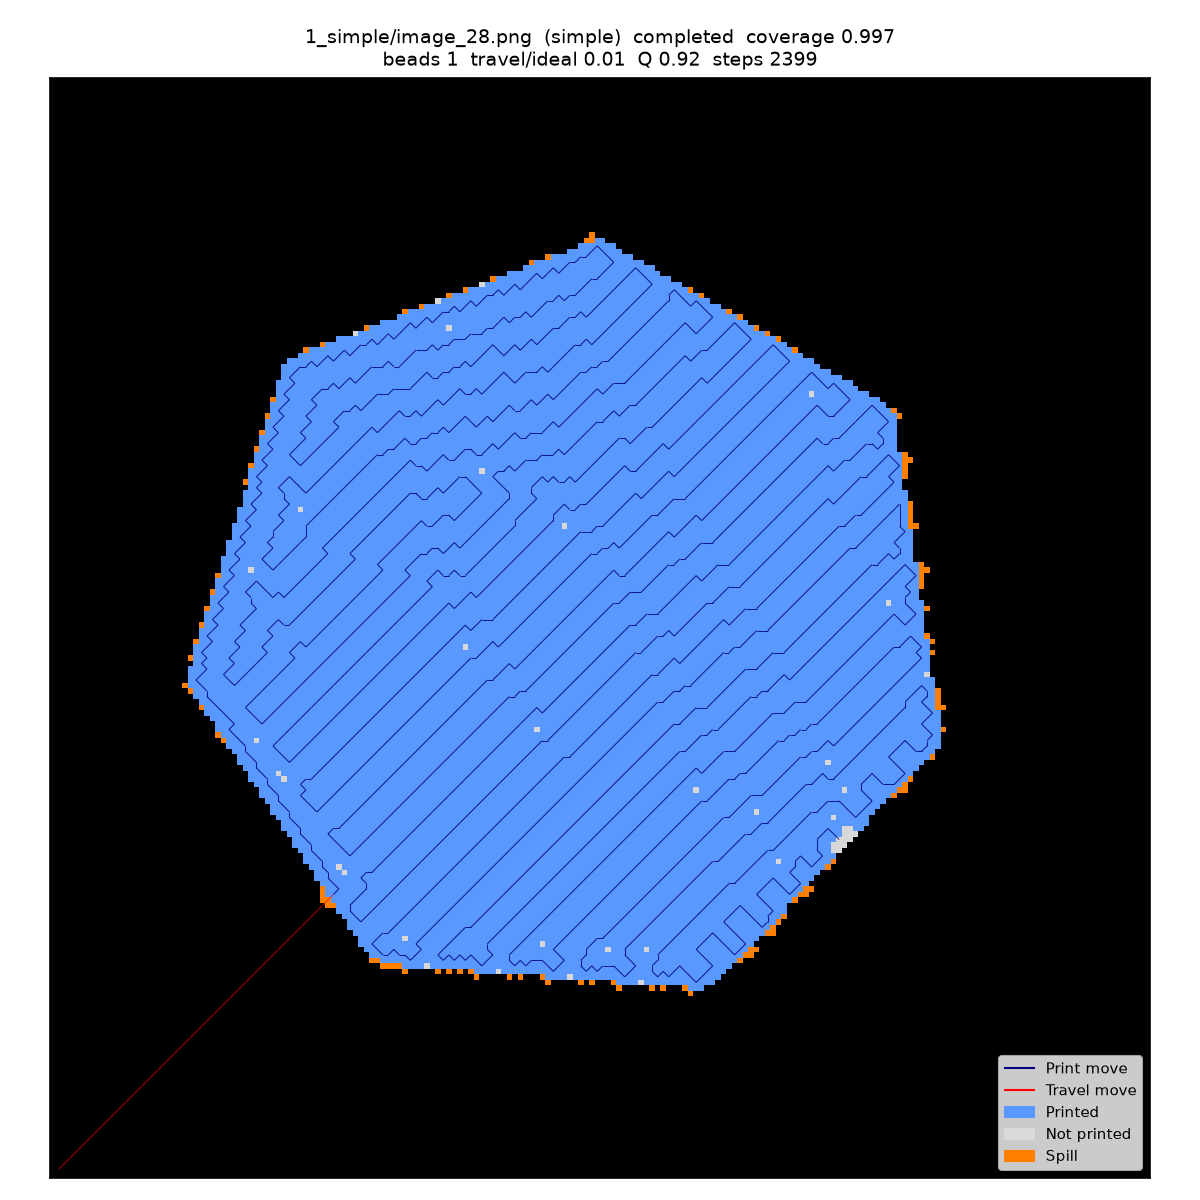 1_simple/image_28.png  (simple)  completed  coverage 0.997
beads 1  travel/ideal 0.01  Q 0.92  steps 2399
Print move
Travel move
Printed
Not printed
Spill